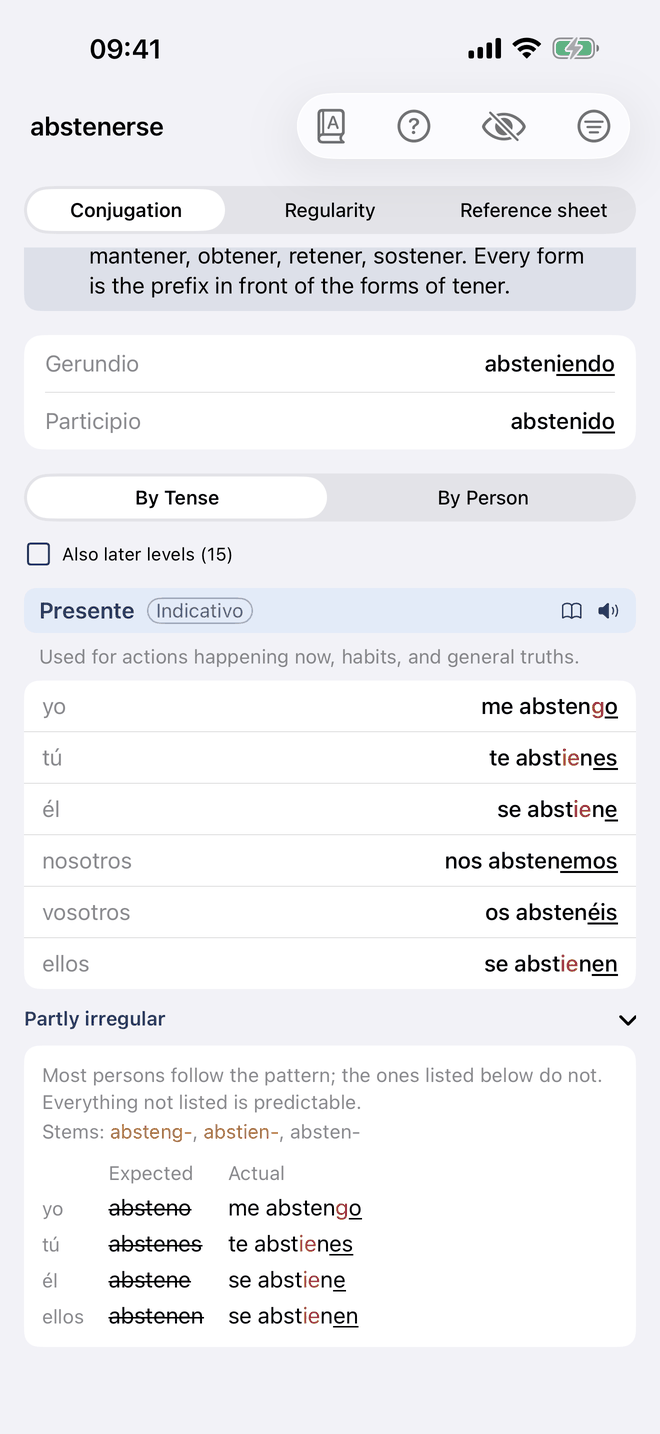 09:41
abstenerse
Conjugation Regularity Reference sheet
mantener, obtener, retener, sostener. Every form
is the prefix in front of the forms of tener.
Gerundio absteniendo
Participio abstenido
By Tense By Person
Also later levels (15)
Presente Indicativo
Used for actions happening now, habits, and general truths.
yo me abstengo
tú te abstienes
él se abstiene
nosotros nos abstenemos
vosotros os abstenéis
ellos se abstienen
Partly irregular
Most persons follow the pattern; the ones listed below do not.
Everything not listed is predictable.
Stems: absteng-, abstien-, absten-
Expected Actual
yo absteno me abstengo
tú abstenes te abstienes
él abstene se abstiene
ellos abstenen se abstienen